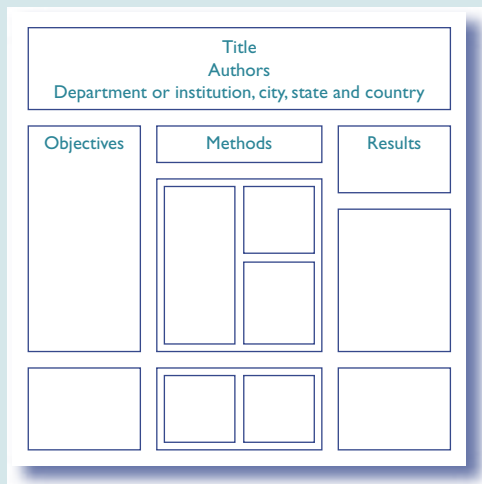 Title
Authors
Department or institution, city, state and country
Objectives
Methods
Results